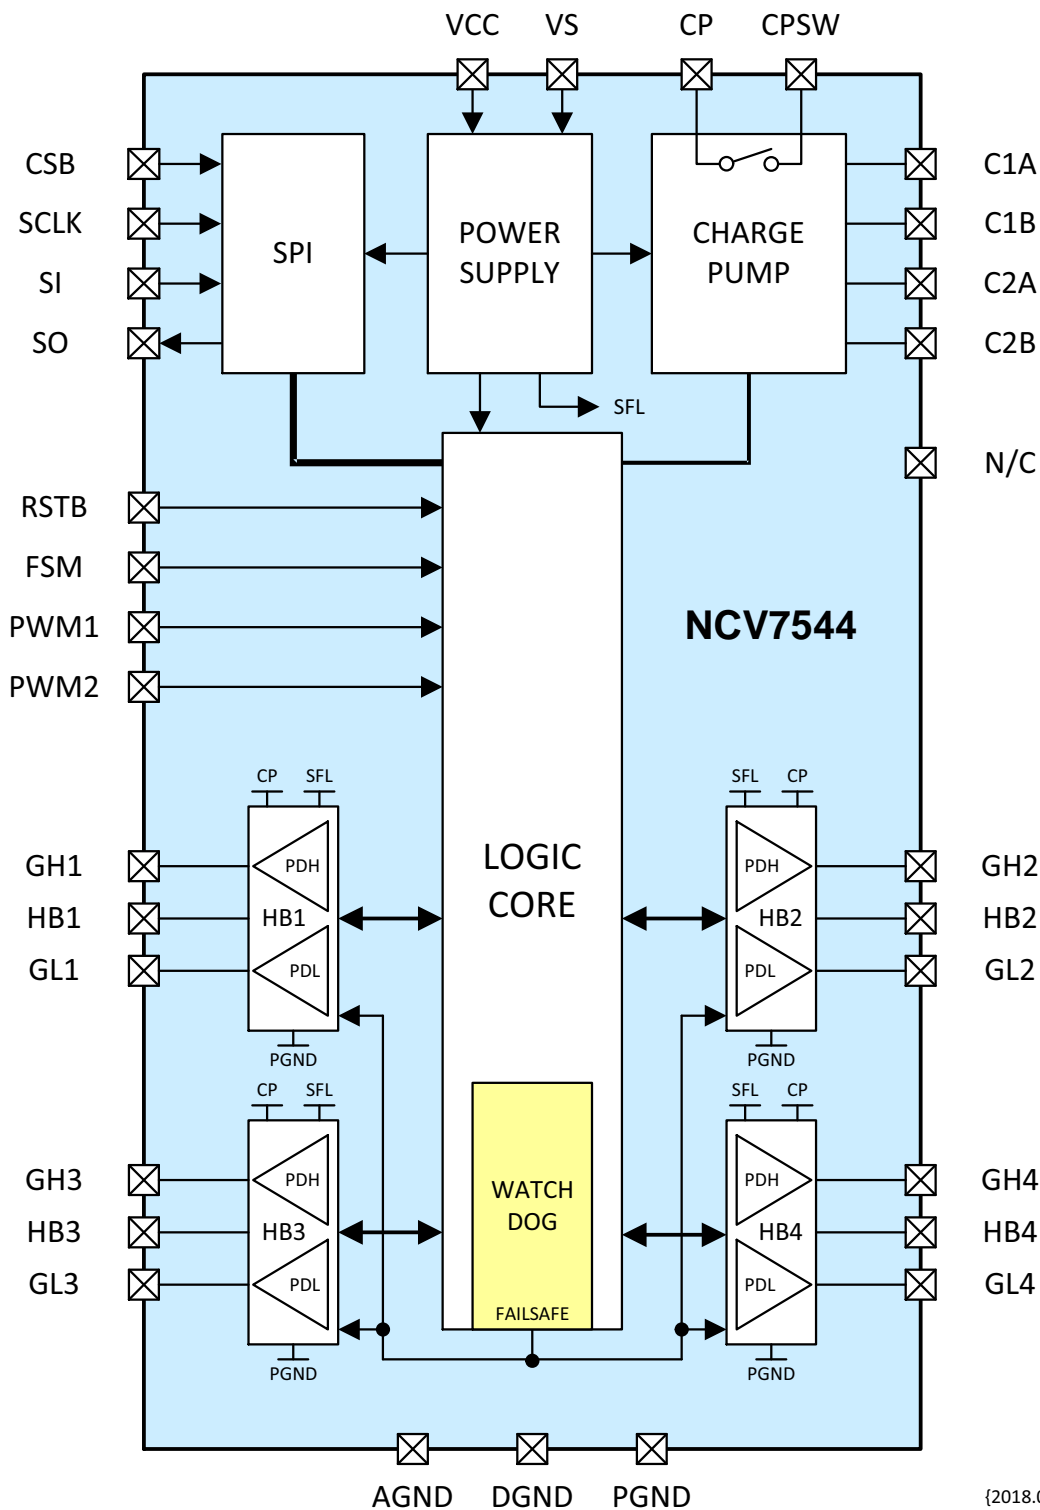 VCC VS CP CPSW
CSB
SCLK
SI
SO
SPI
POWER
SUPPLY
CHARGE
PUMP
C1A
C1B
C2A
C2B
SFL
N/C
RSTB
FSM
PWM1
PWM2
NCV7544
LOGIC
CORE
CP SFL
PDH
HB1
PDL
PGND
GH1
HB1
GL1
SFL CP
PDH
HB2
PDL
PGND
GH2
HB2
GL2
CP SFL
PDH
HB3
PDL
PGND
GH3
HB3
GL3
WATCH
DOG
FAILSAFE
SFL CP
PDH
HB4
PDL
PGND
GH4
HB4
GL4
AGND DGND PGND